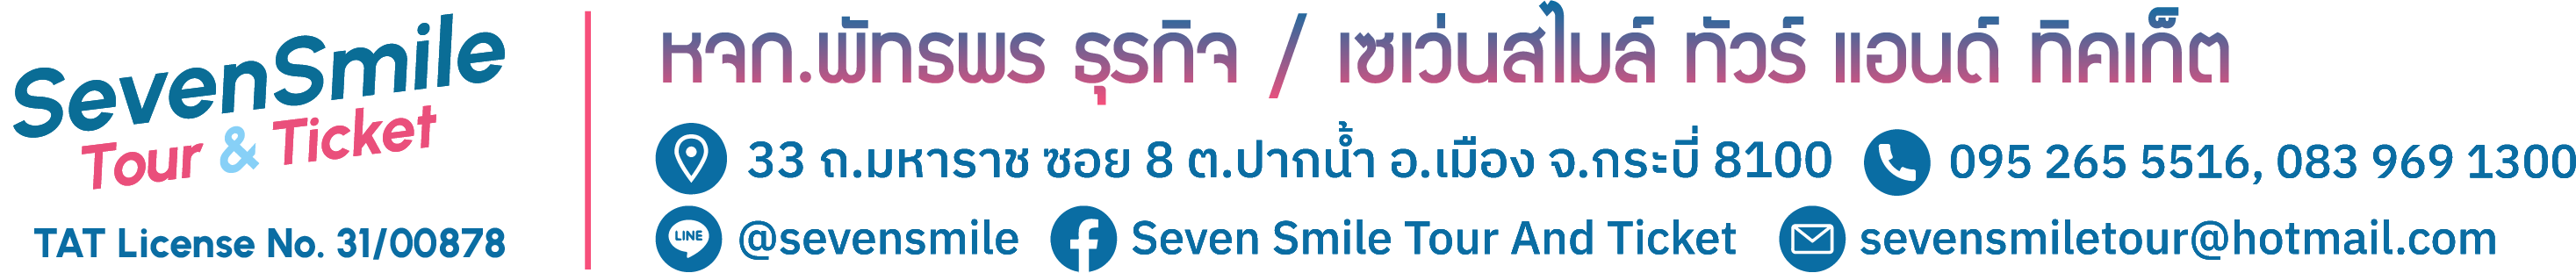 SevenSmile
Tour & Ticket
TAT License No. 31/00878
หจก.พัทรพร ธุรกิจ / เซเว่นสไมล์ ทัวร์ แอนด์ ทิคเก็ต
33 ถ.มหาราช ซอย 8 ต.ปากน้ำ อ.เมือง จ.กระบี่ 8100 095 265 5516, 083 969 1300
LINE @sevensmile Seven Smile Tour And Ticket sevensmiletour@hotmail.com